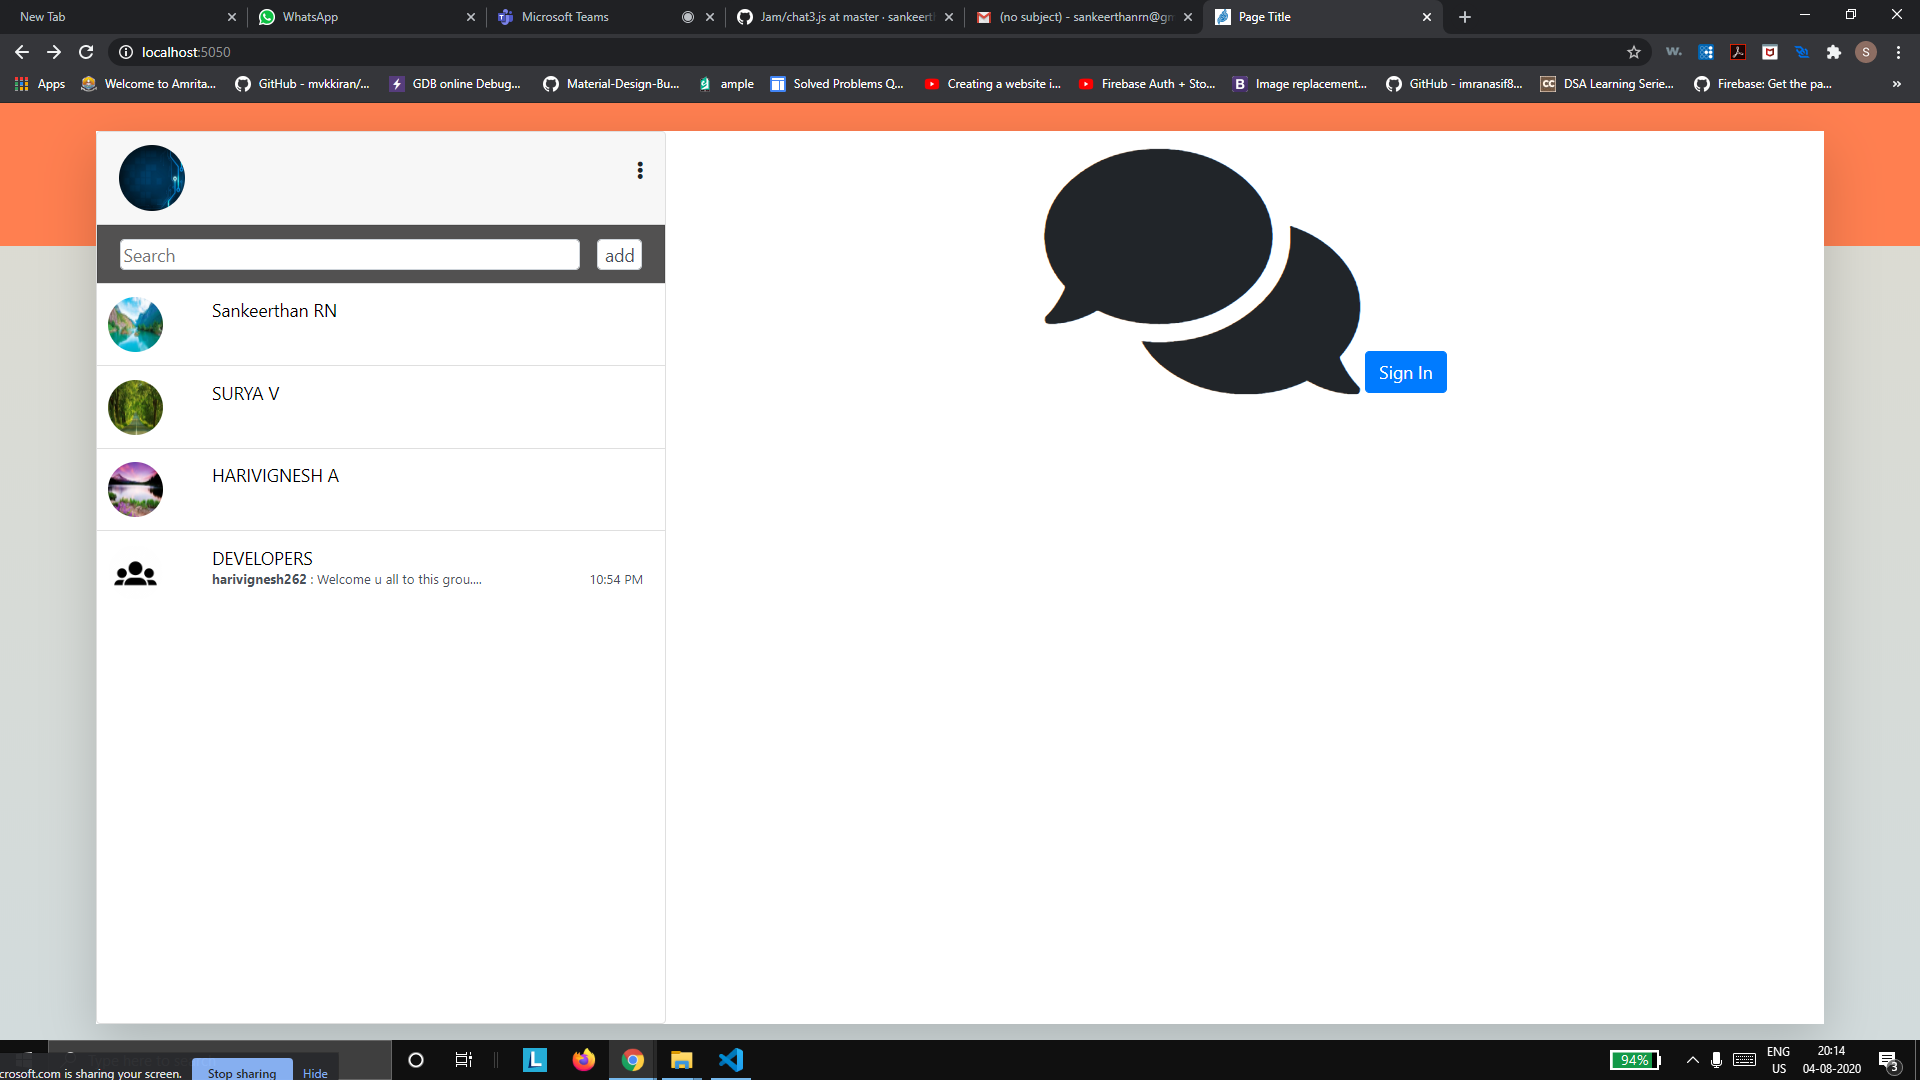 New Tab
WhatsApp
Microsoft Teams
Jam/chat3.js at master · sankeert
(no subject) - sankeerthanrn@gm
Page Title
localhost:5050
w.
S
Apps
Welcome to Amrita...
GitHub - mvkkiran/...
GDB online Debug...
Material-Design-Bu...
ample
Solved Problems Q...
Creating a website i...
Firebase Auth + Sto...
Image replacement...
GitHub - imranasif8...
DSA Learning Serie...
Firebase: Get the pa...
»
Search
add
Sankeerthan RN
SURYA V
HARIVIGNESH A
DEVELOPERS
harivignesh262 : Welcome u all to this grou....
10:54 PM
Sign In
crosoft.com is sharing your screen.
Stop sharing
Hide
94%
ENG
US
20:14
04-08-2020
3